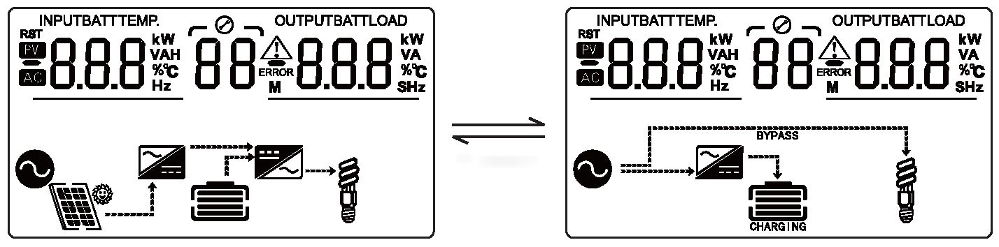 INPUTBATTTEMP. OUTPUTBATTLOAD
RST
PV
AC
8.8.8
kW
VAH
%℃
Hz
88
ERROR
M
8.8.8
kW
VA
%℃
SHz
INPUTBATTTEMP. OUTPUTBATTLOAD
RST
PV
AC
8.8.8
kW
VAH
%℃
Hz
88
ERROR
M
8.8.8
kW
VA
%℃
SHz
BYPASS
CHARGING